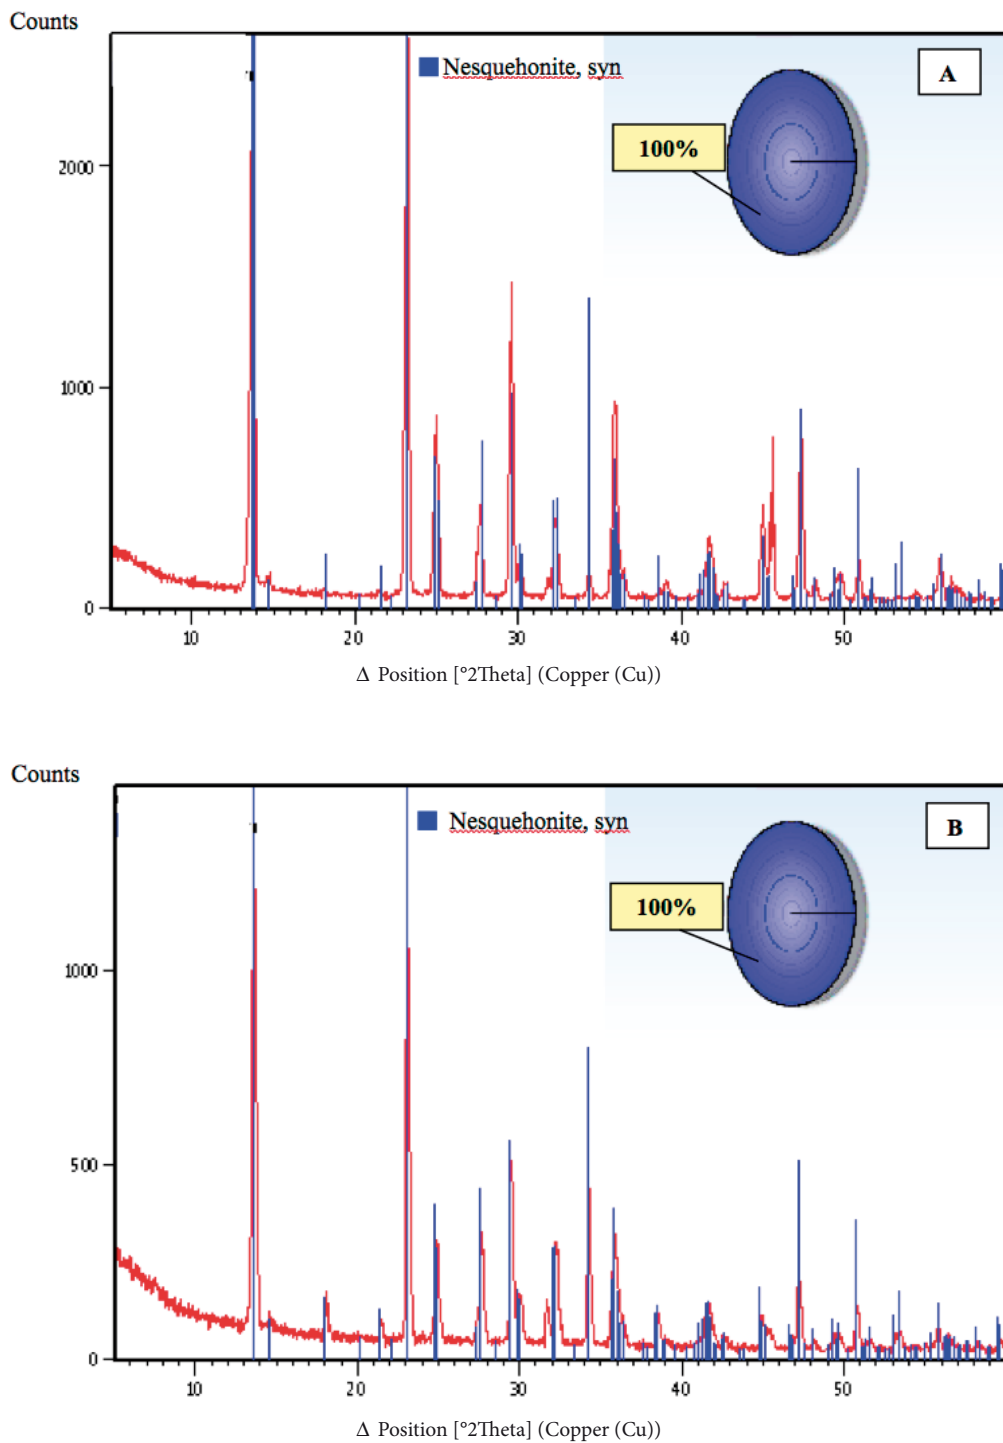 Counts
Nesquehonite, syn
A
100%
2000
1000
0
10 20 30 40 50
Δ Position [°2Theta] (Copper (Cu))
Counts
Nesquehonite, syn
B
100%
1000
500
0
10 20 30 40 50
Δ Position [°2Theta] (Copper (Cu))